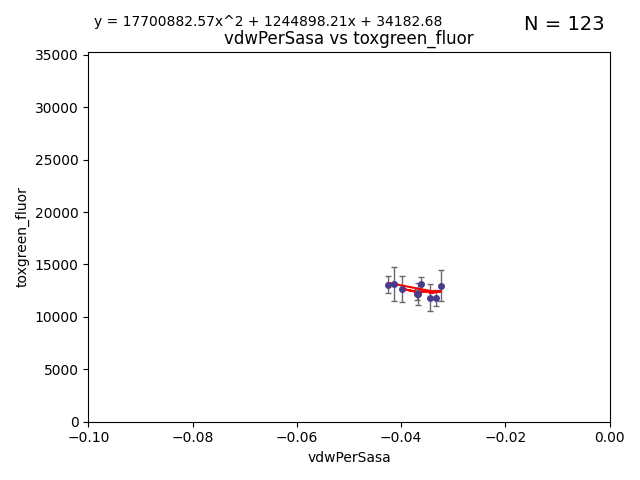 y = 17700882.57x^2 + 1244898.21x + 34182.68
N = 123
vdwPerSasa vs toxgreen_fluor
35000
30000
25000
20000
15000
10000
5000
0
toxgreen_fluor
−0.10
−0.08
−0.06
−0.04
−0.02
0.00
vdwPerSasa